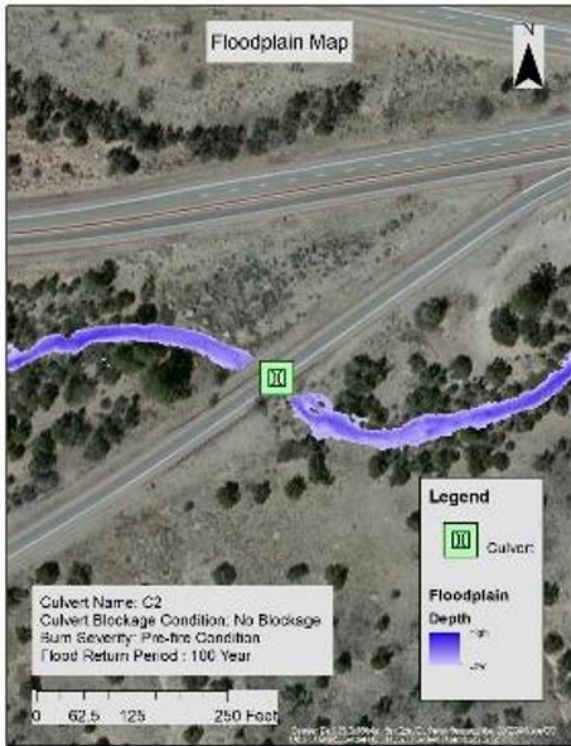 Floodplain Map
N
Legend
Culvert
Floodplain
Depth
High
Low
Culvert Name: C2
Culvert Blockage Condition: No Blockage
Burn Severity: Pre-fire Condition
Flood Return Period : 100 Year
0 62.5 125 250 Feet